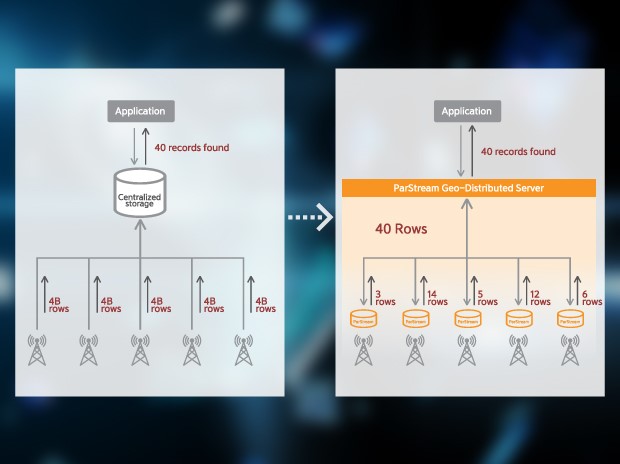 Application
40 records found
Centralized
storage
4B
rows
4B
rows
4B
rows
4B
rows
4B
rows
Application
40 records found
ParStream Geo-Distributed Server
40 Rows
3
rows
14
rows
5
rows
12
rows
6
rows
ParStream
ParStream
ParStream
ParStream
ParStream